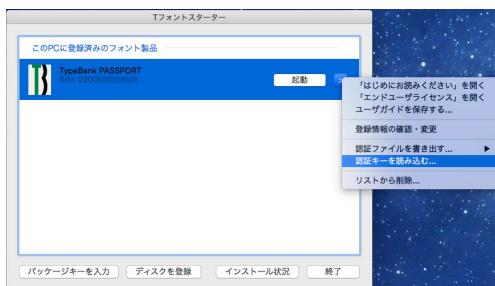 Tフォントスターター
このPCに登録済みのフォント製品
TypeBank PASSPORT
S/N: 0200
起動
「はじめにお読みください」を開く
「エンドユーザライセンス」を開く
ユーザガイドを保存する...
登録情報の確認・変更
認証ファイルを書き出す... ▶
認証キーを読み込む...
リストから削除...
パッケージキーを入力 ディスクを登録 インストール状況 終了